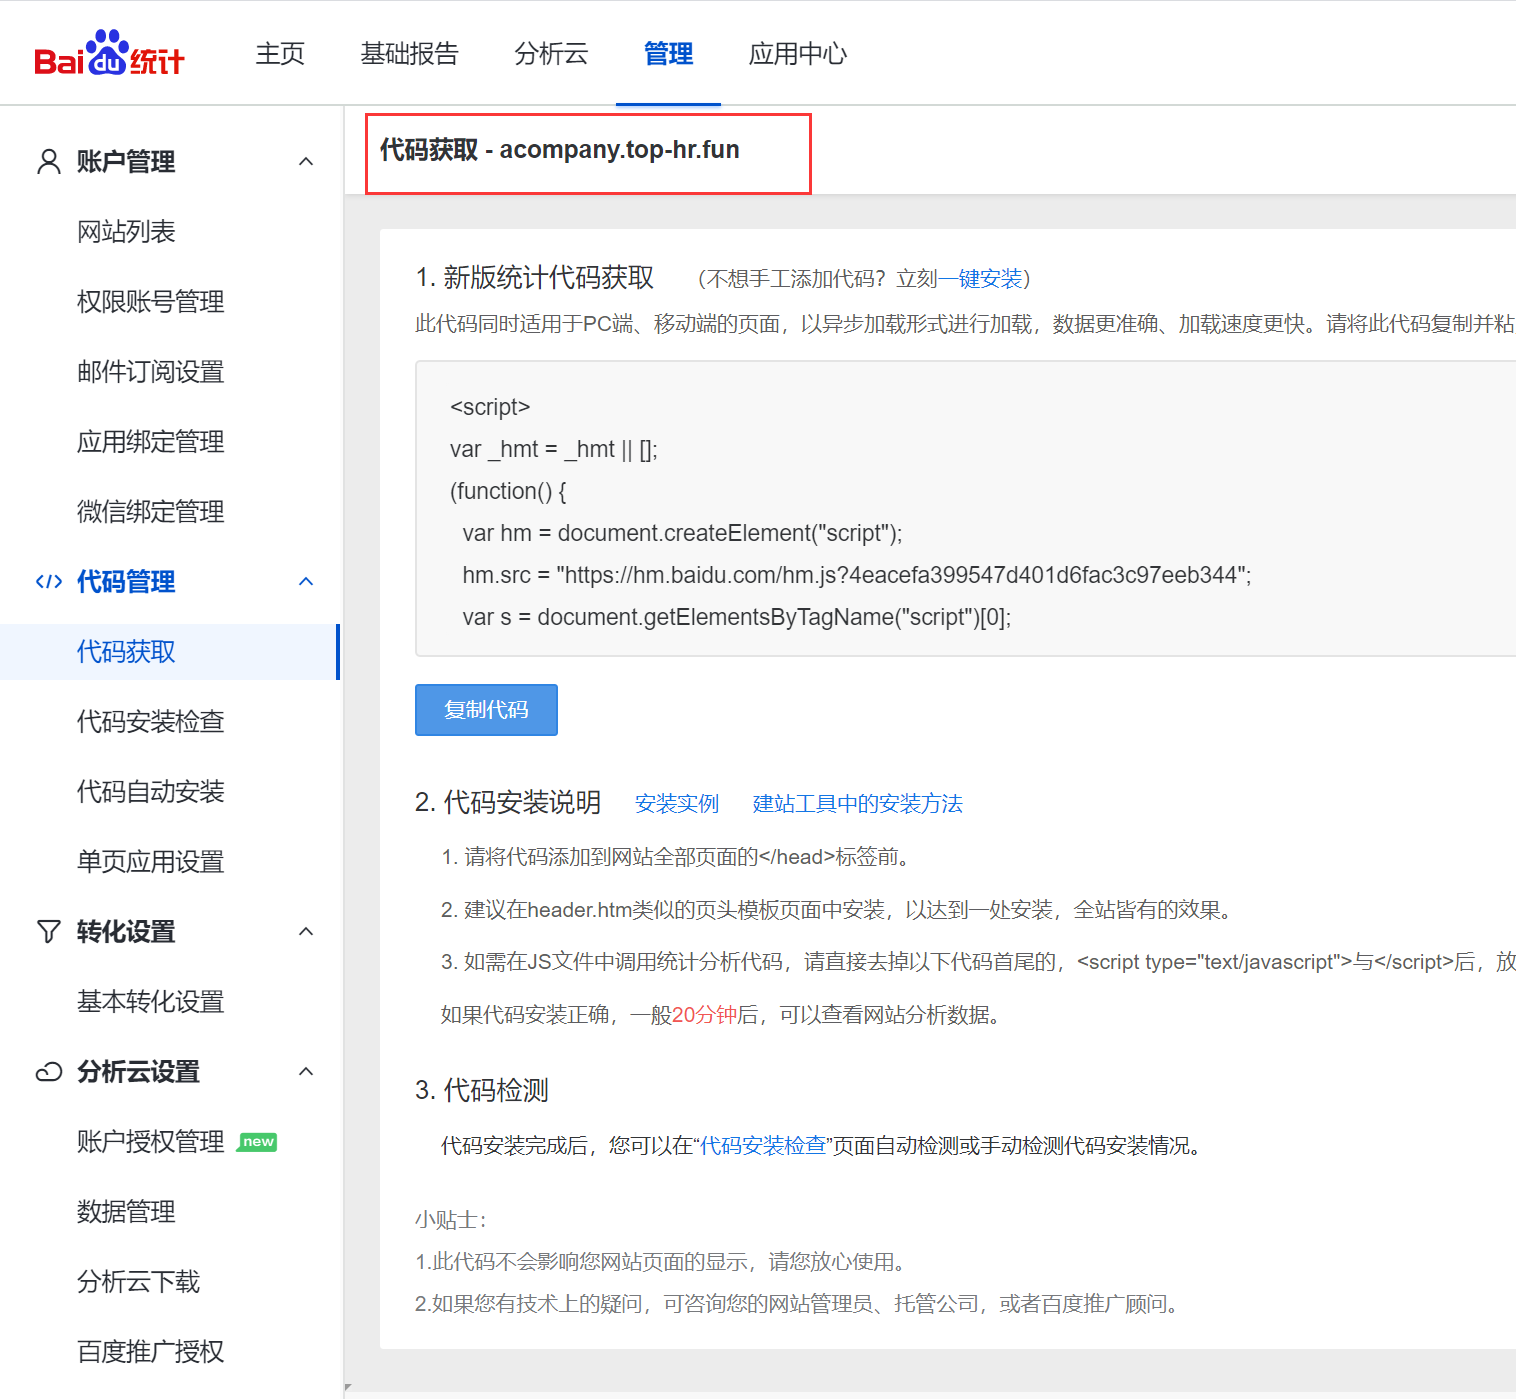 Baidu统计
主页
基础报告
分析云
管理
应用中心
账户管理
网站列表
权限账号管理
邮件订阅设置
应用绑定管理
微信绑定管理
</> 代码管理
代码获取
代码安装检查
代码自动安装
单页应用设置
转化设置
基本转化设置
分析云设置
账户授权管理 new
数据管理
分析云下载
百度推广授权
代码获取 - acompany.top-hr.fun
1. 新版统计代码获取 （不想手工添加代码？立刻一键安装）
此代码同时适用于PC端、移动端的页面，以异步加载形式进行加载，数据更准确、加载速度更快。请将此代码复制并粘
<script>
var _hmt = _hmt || [];
(function() {
var hm = document.createElement("script");
hm.src = "https://hm.baidu.com/hm.js?4eacefa399547d401d6fac3c97eeb344";
var s = document.getElementsByTagName("script")[0];
复制代码
2. 代码安装说明 安装实例 建站工具中的安装方法
1. 请将代码添加到网站全部页面的</head>标签前。
2. 建议在header.htm类似的页头模板页面中安装，以达到一处安装，全站皆有的效果。
3. 如需在JS文件中调用统计分析代码，请直接去掉以下代码首尾的，<script type="text/javascript">与</script>后，放
如果代码安装正确，一般20分钟后，可以查看网站分析数据。
3. 代码检测
代码安装完成后，您可以在“代码安装检查”页面自动检测或手动检测代码安装情况。
小贴士：
1.此代码不会影响您网站页面的显示，请您放心使用。
2.如果您有技术上的疑问，可咨询您的网站管理员、托管公司，或者百度推广顾问。